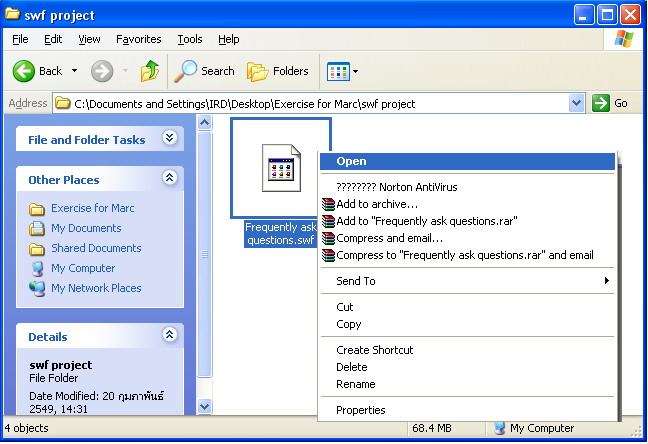 swf project
File Edit View Favorites Tools Help
Back Search Folders
Address C:\Documents and Settings\IRD\Desktop\Exercise for Marc\swf project Go
File and Folder Tasks
Other Places
Exercise for Marc
My Documents
Shared Documents
My Computer
My Network Places
Details
swf project
File Folder
Date Modified: 20 กุมภาพันธ์
2549, 14:31
Frequently ask
questions.swf
Open
???????? Norton AntiVirus
Add to archive...
Add to "Frequently ask questions.rar"
Compress and email...
Compress to "Frequently ask questions.rar" and email
Send To
Cut
Copy
Create Shortcut
Delete
Rename
Properties
4 objects 68.4 MB My Computer